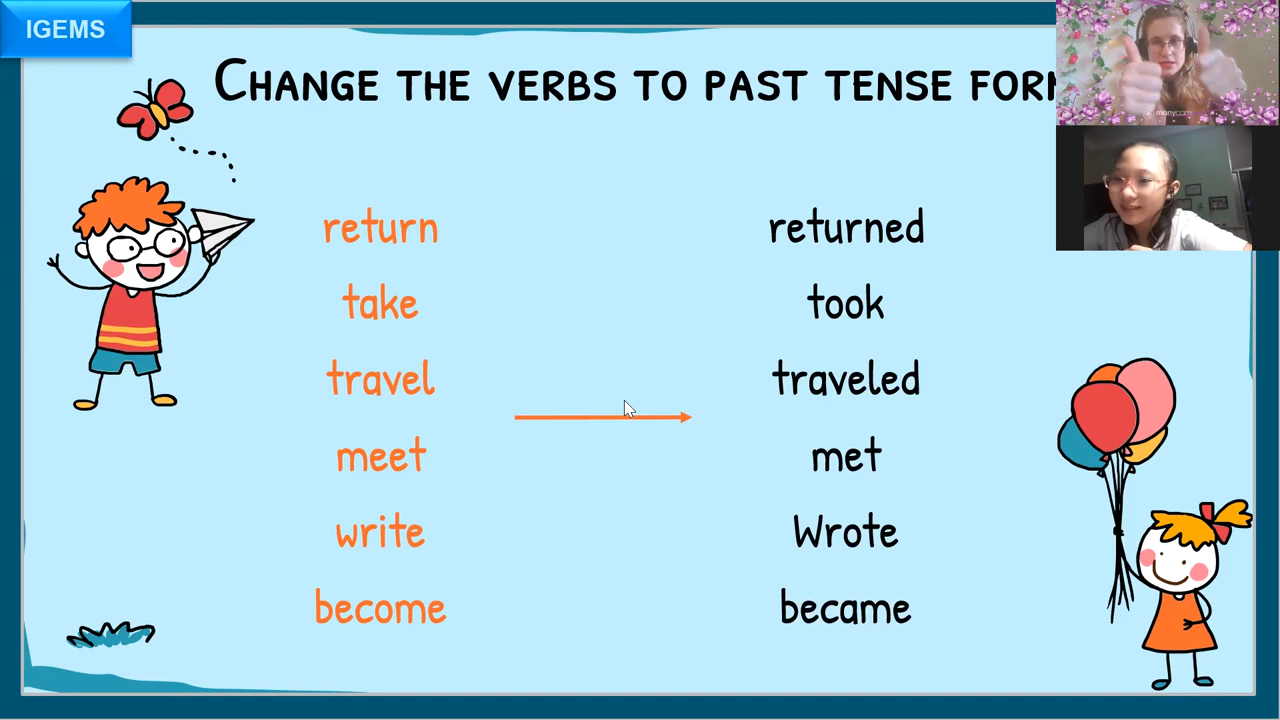 IGEMS
CHANGE THE VERBS TO PAST TENSE
return returned
take took
travel traveled
meet met
write Wrote
become became